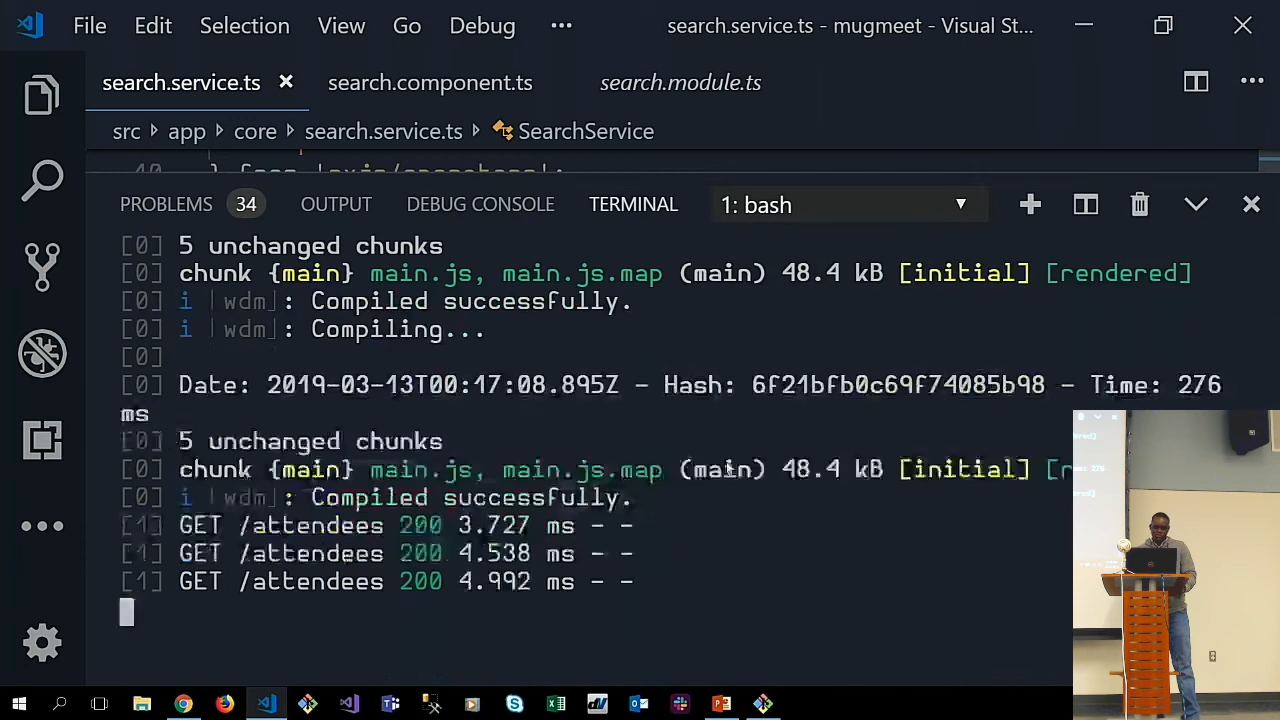 File Edit Selection View Go Debug ··· search.service.ts - mugmeet - Visual St...
search.service.ts search.component.ts search.module.ts
src app core search.service.ts SearchService
40 } from 'rxjs/operators';
PROBLEMS 34 OUTPUT DEBUG CONSOLE TERMINAL 1: bash
[0] 5 unchanged chunks
[0] chunk {main} main.js, main.js.map (main) 48.4 kB [initial] [rendered]
[0] i ｢wdm｣: Compiled successfully.
[0] i ｢wdm｣: Compiling...
[0]
[0] Date: 2019-03-13T00:17:08.895Z - Hash: 6f21bfb0c69f74085b98 - Time: 276
ms
[0] 5 unchanged chunks
[0] chunk {main} main.js, main.js.map (main) 48.4 kB [initial] [r
[0] i ｢wdm｣: Compiled successfully.
[1] GET /attendees 200 3.727 ms - -
[1] GET /attendees 200 4.538 ms - -
[1] GET /attendees 200 4.992 ms - -